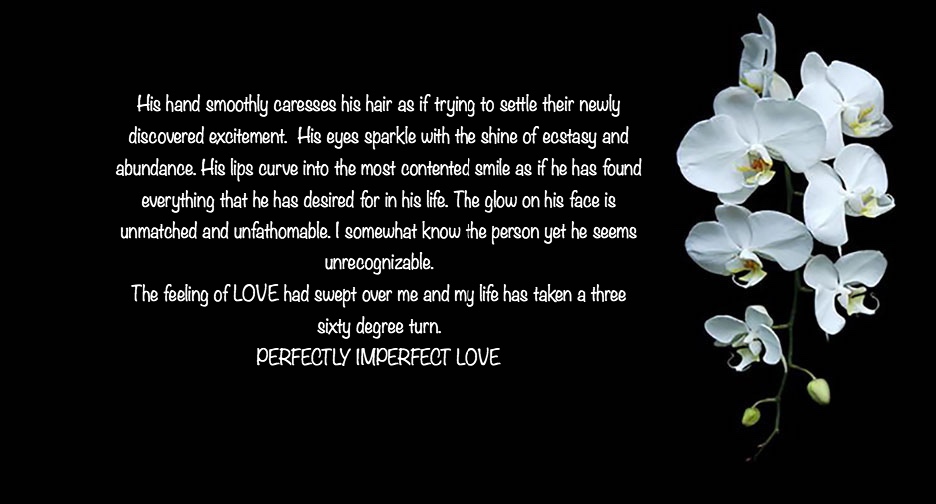 His hand smoothly caresses his hair as if trying to settle their newly
discovered excitement.  His eyes sparkle with the shine of ecstasy and
abundance. His lips curve into the most contented smile as if he has found
everything that he has desired for in his life. The glow on his face is
unmatched and unfathomable. I somewhat know the person yet he seems
unrecognizable.
The feeling of LOVE had swept over me and my life has taken a three
sixty degree turn.
PERFECTLY IMPERFECT LOVE